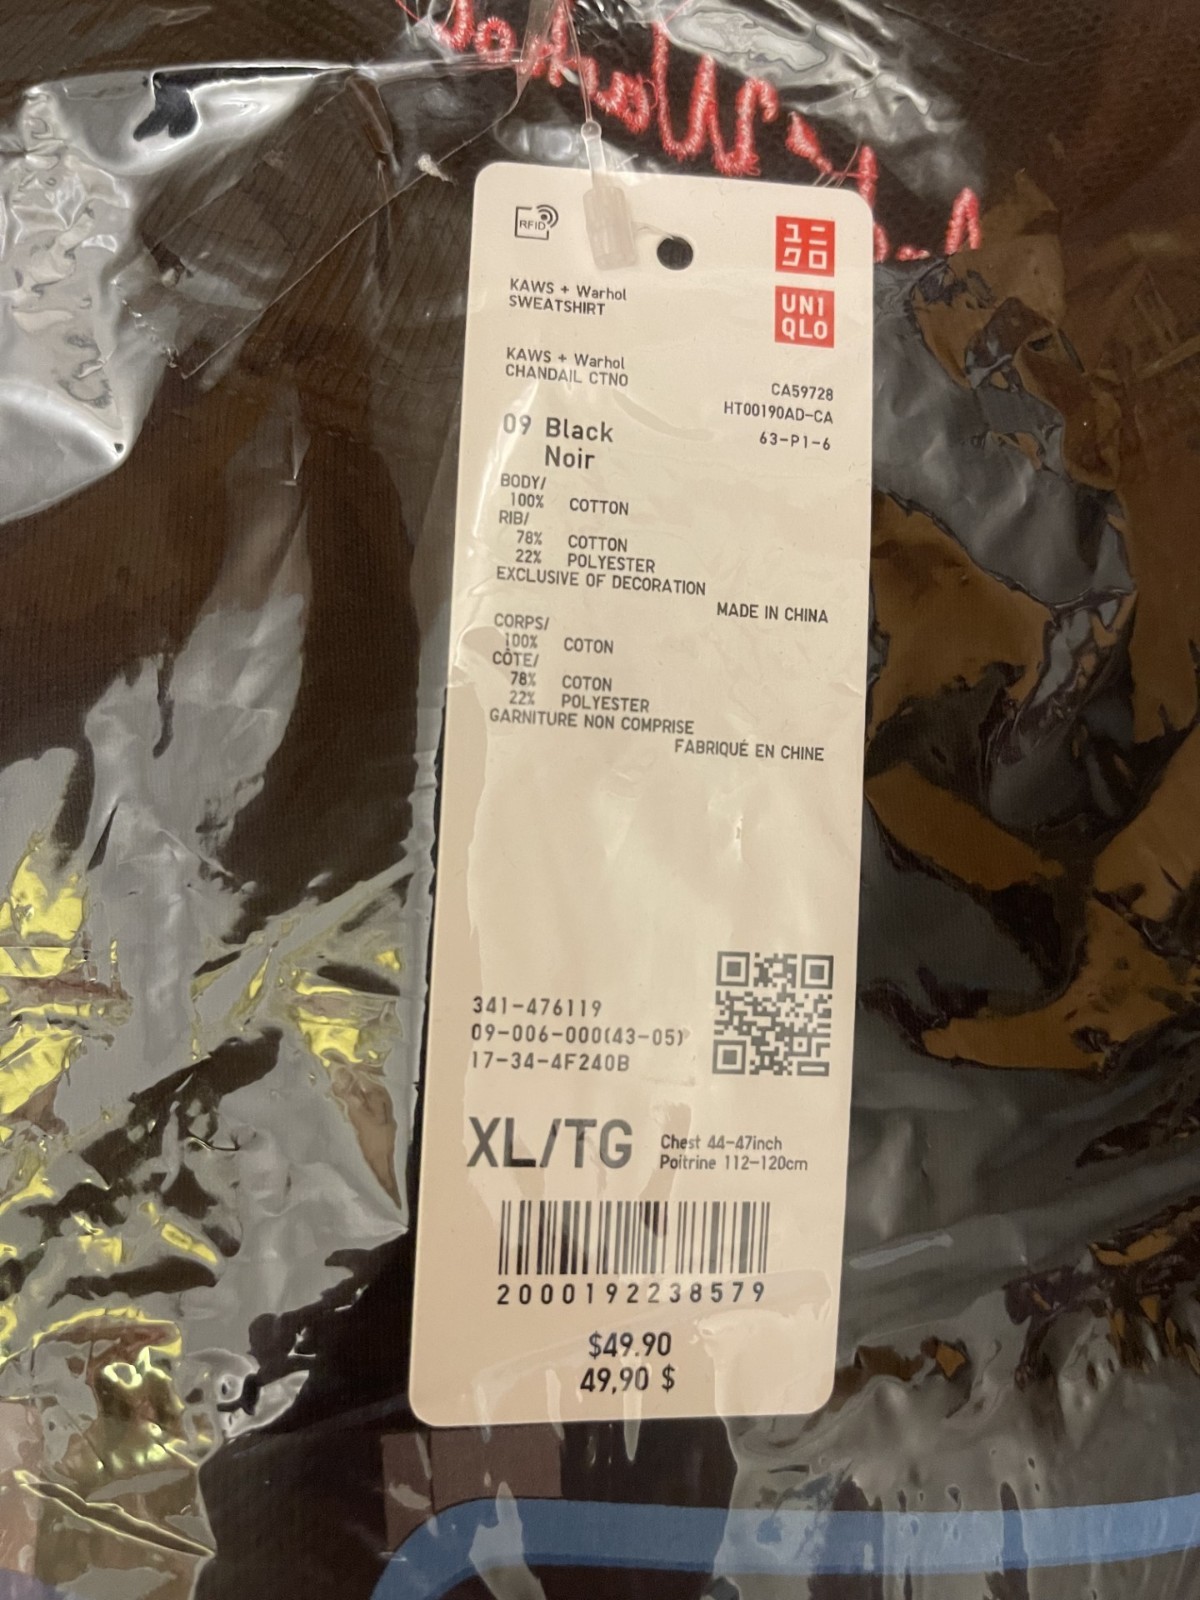 RFID
ユニ
クロ
UNI
QLO
KAWS + Warhol
SWEATSHIRT
KAWS + Warhol
CHANDAIL CTNO
CA59728
HT00190AD-CA
63-P1-6
09 Black
Noir
BODY/
100% COTTON
RIB/
78% COTTON
22% POLYESTER
EXCLUSIVE OF DECORATION
MADE IN CHINA
CORPS/
100% COTON
CÔTE/
78% COTON
22% POLYESTER
GARNITURE NON COMPRISE
FABRIQUÉ EN CHINE
341-476119
09-006-000(43-05)
17-34-4F240B
XL/TG
Chest 44-47inch
Poitrine 112-120cm
2000192238579
$49.90
49,90 $